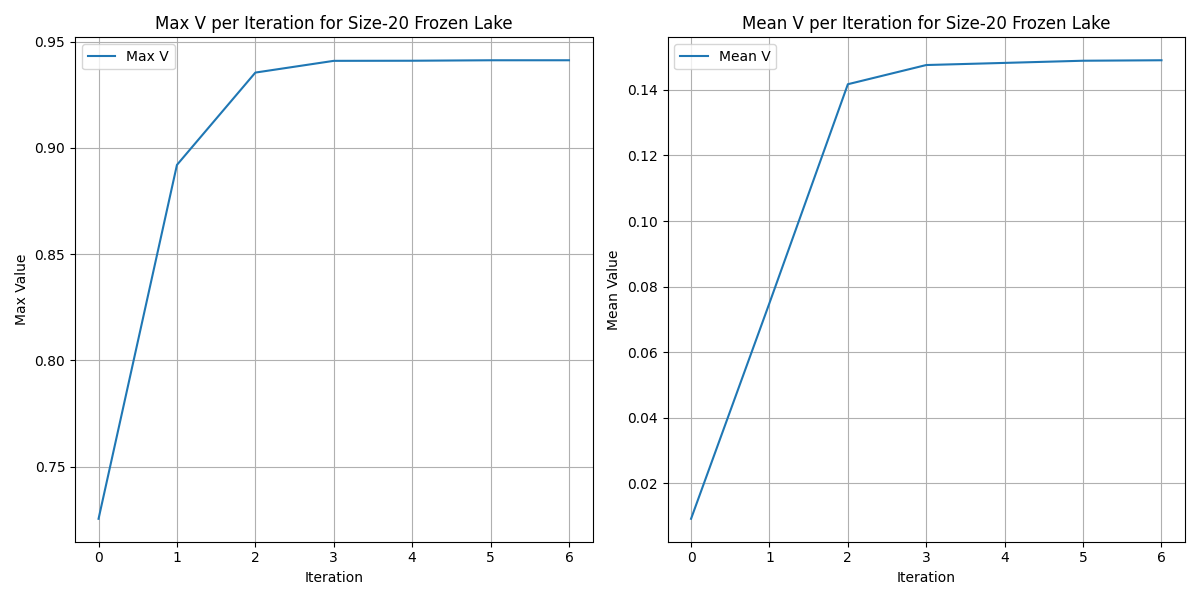 Max V per Iteration for Size-20 Frozen Lake
Max V
0.95
0.90
0.85
0.80
0.75
Max Value
0 1 2 3 4 5 6
Iteration
Mean V per Iteration for Size-20 Frozen Lake
Mean V
0.14
0.12
0.10
0.08
0.06
0.04
0.02
Mean Value
0 1 2 3 4 5 6
Iteration